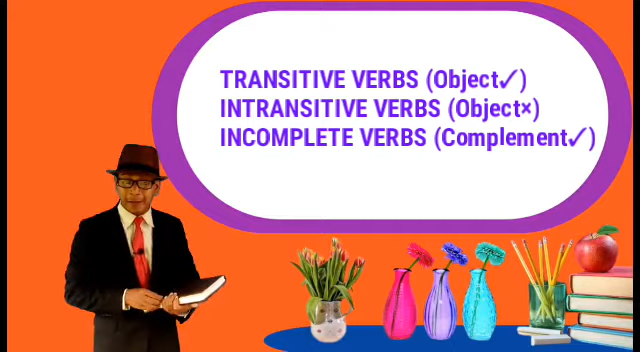 TRANSITIVE VERBS (Object✓)
INTRANSITIVE VERBS (Object×)
INCOMPLETE VERBS (Complement✓)